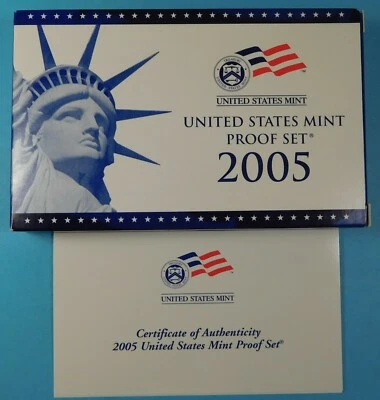 UNITED STATES MINT
UNITED STATES MINT
PROOF SET®
2005
UNITED STATES MINT
Certificate of Authenticity
2005 United States Mint Proof Set®